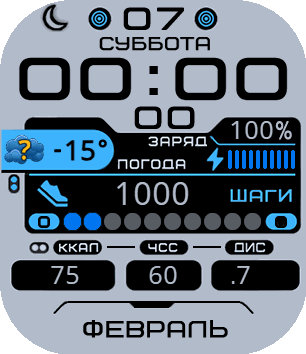 07
СУББОТА
00:00
00
ЗАРЯД 100%
? -15°
ПОГОДА
1000 ШАГИ
ККАЛ ЧСС ДИС
75 60 .7
ФЕВРАЛЬ